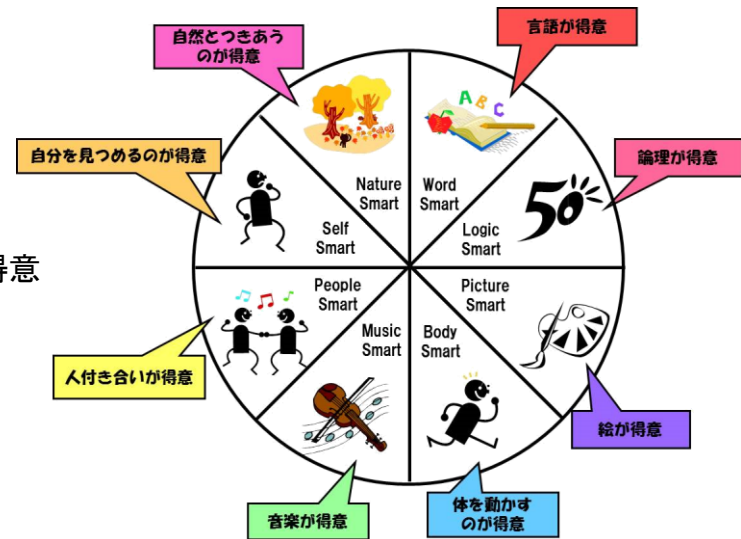 自然とつきあう
のが得意
言語が得意
自分を見つめるのが得意
論理が得意
Nature
Smart
Word
Smart
Self
Smart
Logic
Smart
50
得意
People
Smart
Picture
Smart
Music
Smart
Body
Smart
A B C
人付き合いが得意
絵が得意
音楽が得意
体を動かす
のが得意